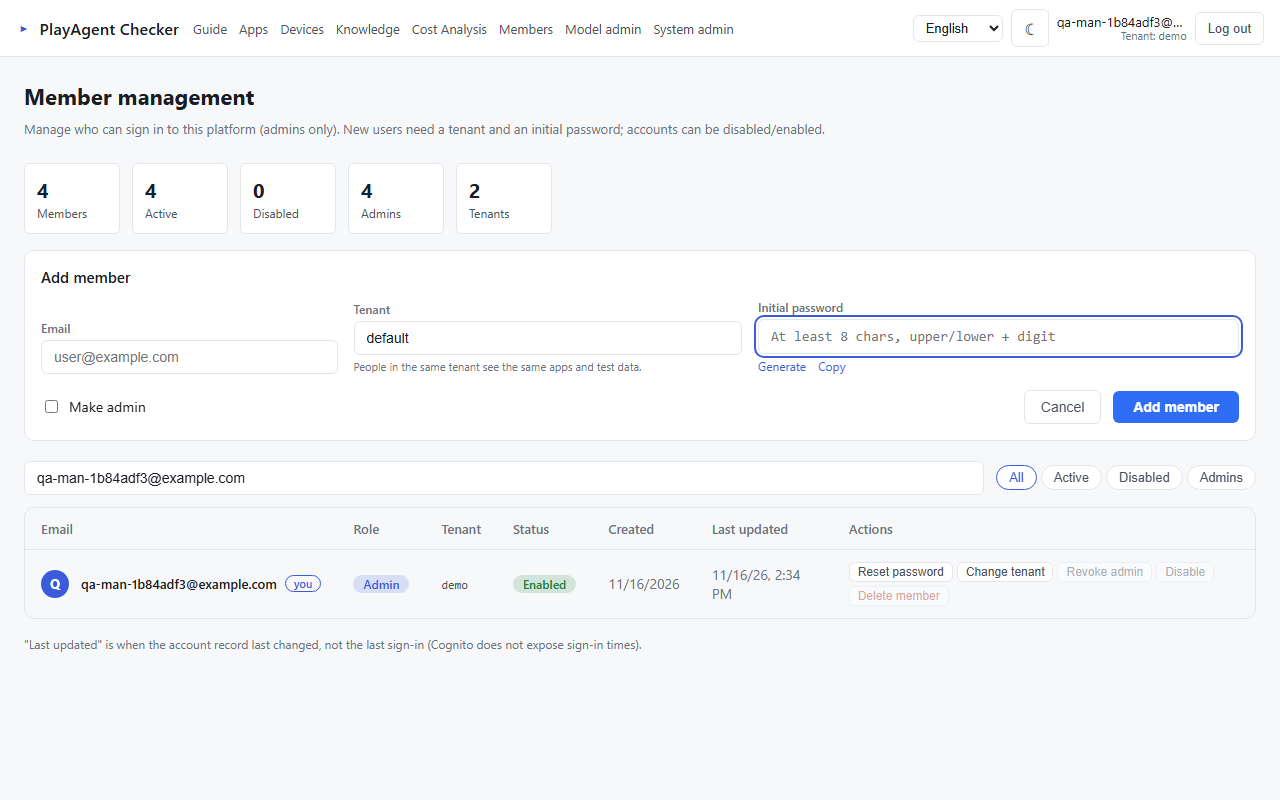 PlayAgent Checker Guide Apps Devices Knowledge Cost Analysis Members Model admin System admin English qa-man-1b84adf3@... Log out
Tenant: demo
Member management
Manage who can sign in to this platform (admins only). New users need a tenant and an initial password; accounts can be disabled/enabled.
4 4 0 4 2
Members Active Disabled Admins Tenants
Add member
Email Tenant Initial password
user@example.com default At least 8 chars, upper/lower + digit
People in the same tenant see the same apps and test data. Generate Copy
Make admin Cancel Add member
qa-man-1b84adf3@example.com All Active Disabled Admins
Email Role Tenant Status Created Last updated Actions
Q qa-man-1b84adf3@example.com you Admin demo Enabled 11/16/2026 11/16/26, 2:34 PM Reset password Change tenant Revoke admin Disable
Delete member
"Last updated" is when the account record last changed, not the last sign-in (Cognito does not expose sign-in times).